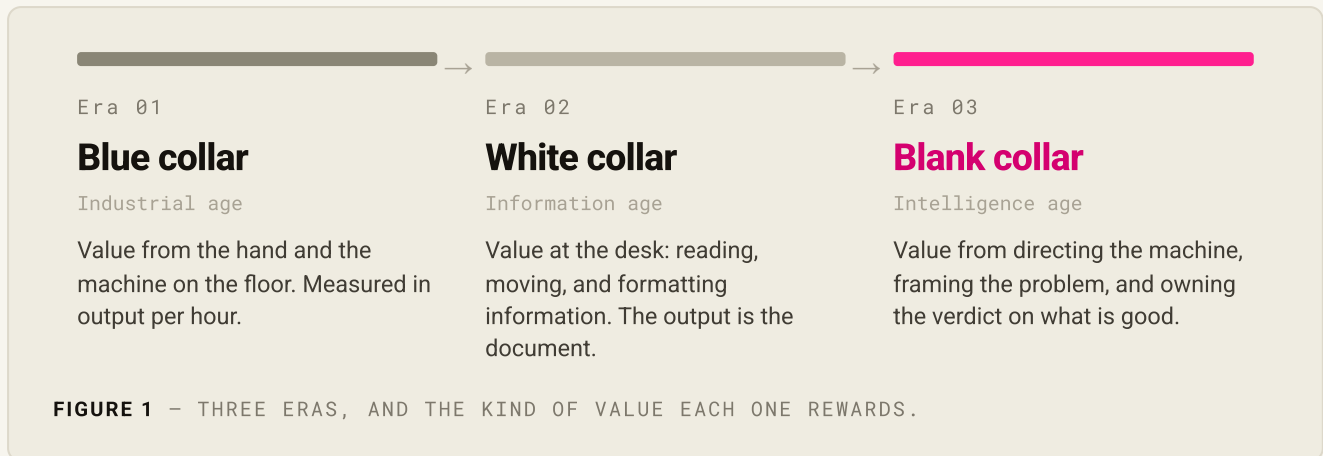 → →
Era 01
Blue collar
Industrial age
Value from the hand and the
machine on the floor. Measured in
output per hour.
Era 02
White collar
Information age
Value at the desk: reading,
moving, and formatting
information. The output is the
document.
Era 03
Blank collar
Intelligence age
Value from directing the machine,
framing the problem, and owning
the verdict on what is good.
FIGURE 1 — THREE ERAS, AND THE KIND OF VALUE EACH ONE REWARDS.